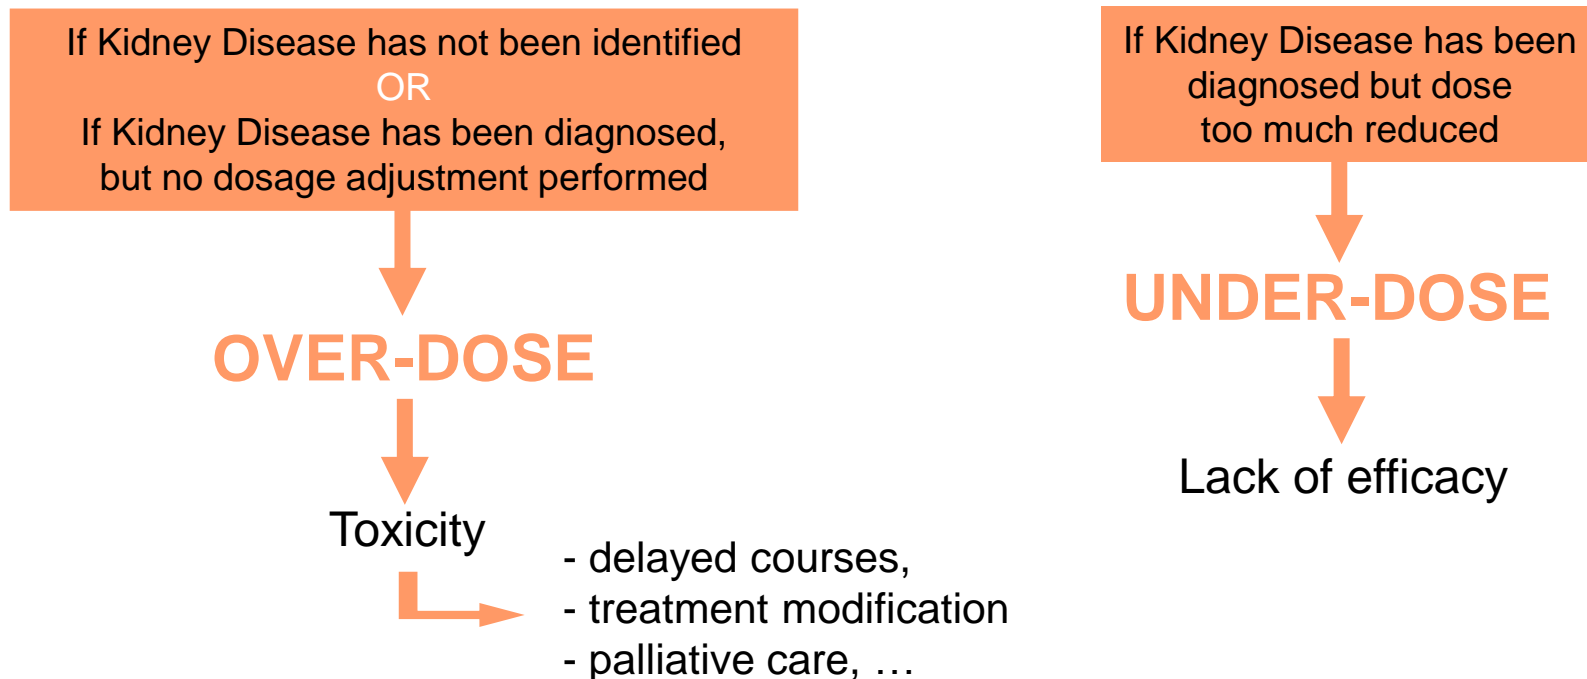 If Kidney Disease has not been identified
OR
If Kidney Disease has been diagnosed,
but no dosage adjustment performed
OVER-DOSE
Toxicity
- delayed courses,
- treatment modification
- palliative care, …
If Kidney Disease has been
diagnosed but dose
too much reduced
UNDER-DOSE
Lack of efficacy